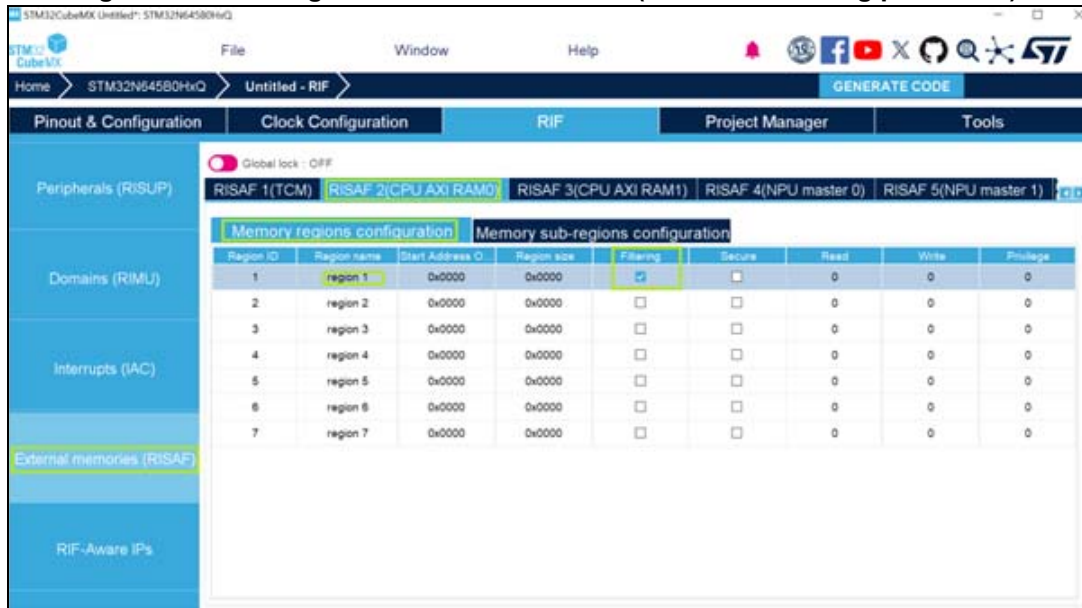 STM32CubeMX Untitled*: STM32N645B0HxQ
STM32 CubeMX File Window Help
Home STM32N645B0HxQ Untitled - RIF GENERATE CODE
Pinout & Configuration Clock Configuration RIF Project Manager Tools
Global lock : OFF
Peripherals (RISUP)
Domains (RIMU)
Interrupts (IAC)
External memories (RISAF)
RIF-Aware IPs
RISAF 1(TCM) RISAF 2(CPU AXI RAM0) RISAF 3(CPU AXI RAM1) RISAF 4(NPU master 0) RISAF 5(NPU master 1)
Memory regions configuration Memory sub-regions configuration
Region ID Region name Start Address O... Region size Filtering Secure Read Write Privilege
1 region 1 0x0000 0x0000 0 0 0
2 region 2 0x0000 0x0000 0 0 0
3 region 3 0x0000 0x0000 0 0 0
4 region 4 0x0000 0x0000 0 0 0
5 region 5 0x0000 0x0000 0 0 0
6 region 6 0x0000 0x0000 0 0 0
7 region 7 0x0000 0x0000 0 0 0